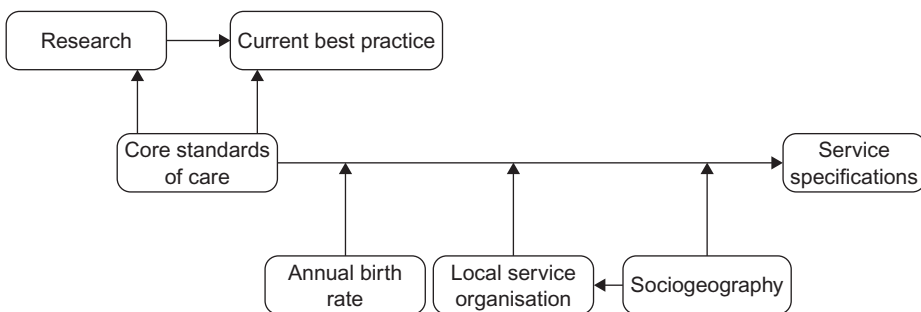 Research
Current best practice
Core standards
of care
Service
specifications
Annual birth
rate
Local service
organisation
Sociogeography